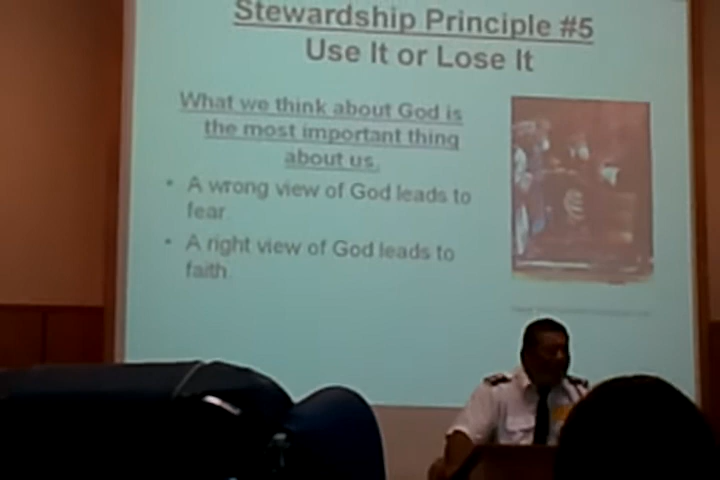 Stewardship Principle #5
Use It or Lose It
What we think about God is
the most important thing
about us.
• A wrong view of God leads to
fear
• A right view of God leads to
faith